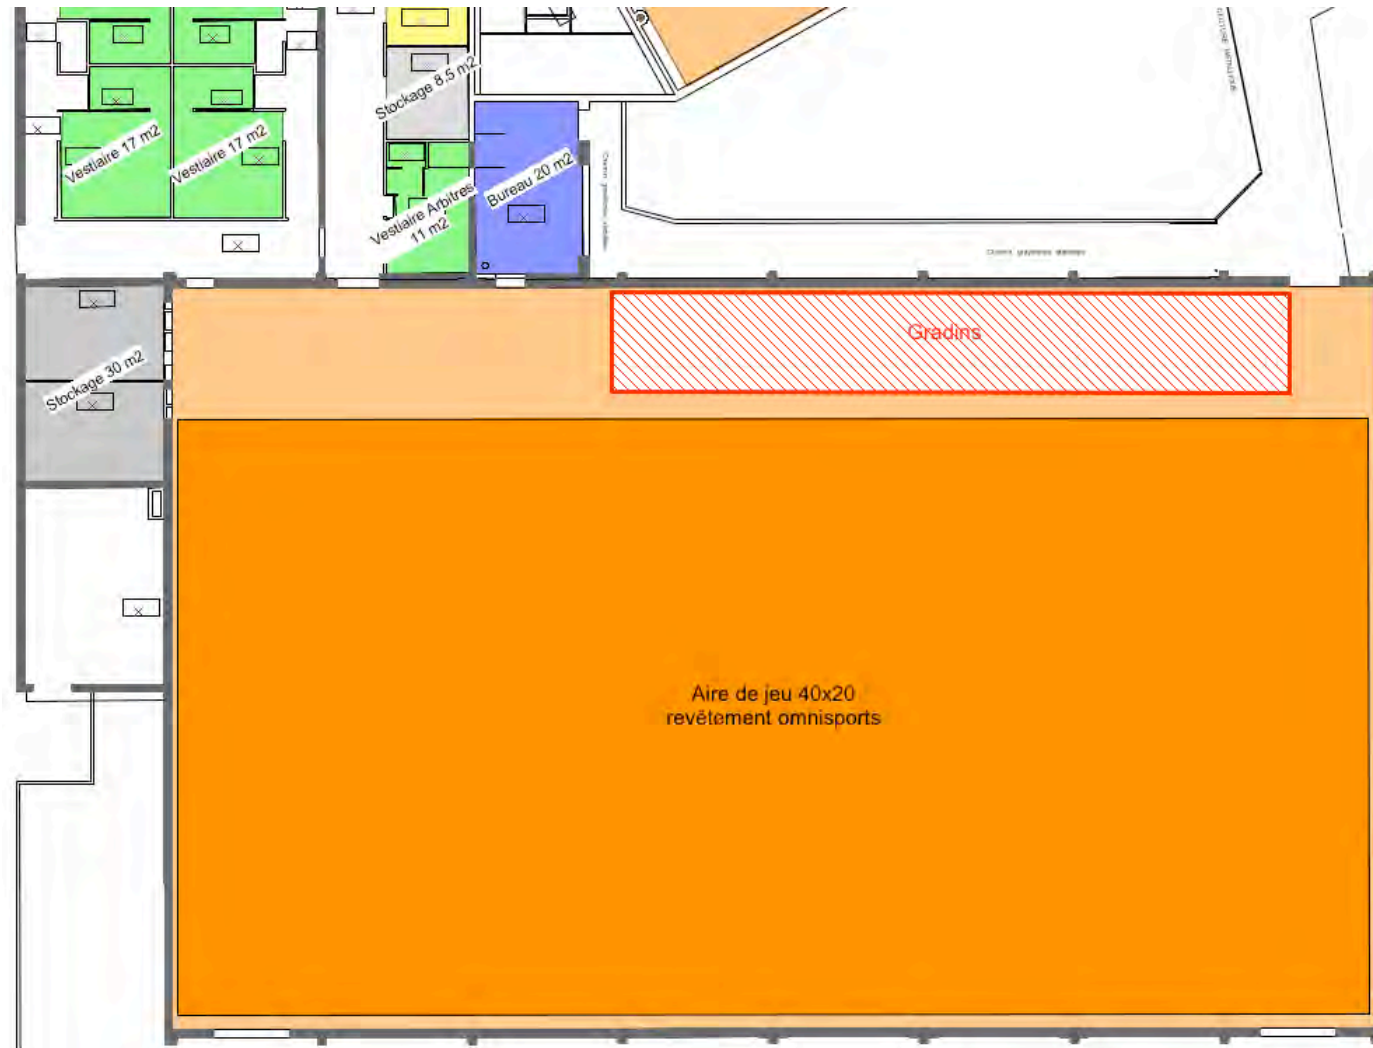 Stockage 8.5 m2
Vestiaire 17 m2
Vestiaire 17 m2
Vestiaire Arbitres
11 m2
Bureau 20 m2
Stockage 30 m2
Gradins
Aire de jeu 40x20
revêtement omnisports